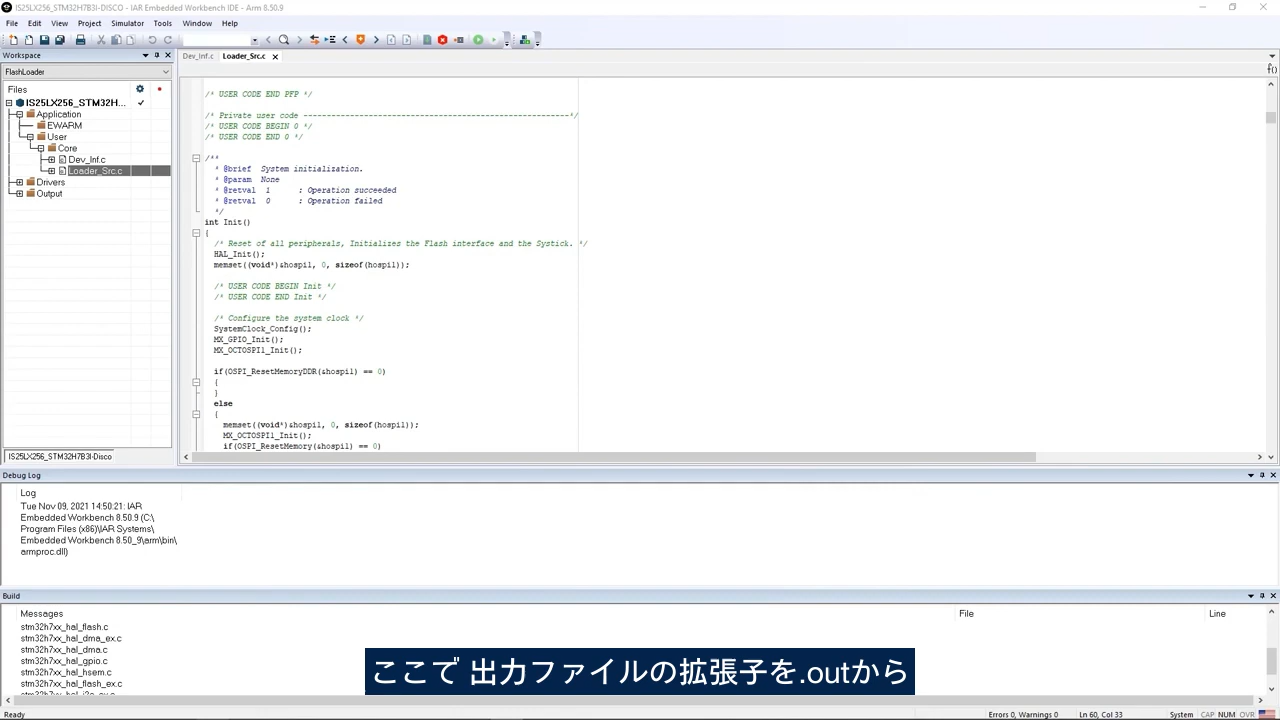 IS25LX256_STM32H7B3I-DISCO - IAR Embedded Workbench IDE - Arm 8.50.9
File Edit View Project Simulator Tools Window Help
Workspace
FlashLoader
Files
IS25LX256_STM32H...
Application
EWARM
User
Core
Dev_Inf.c
Loader_Src.c
Drivers
Output
IS25LX256_STM32H7B3I-Disco
Dev_Inf.c Loader_Src.c
f()
/* USER CODE END PFP */
/* Private user code ---------------------------------------------------------*/
/* USER CODE BEGIN 0 */
/* USER CODE END 0 */
/**
* @brief System initialization.
* @param None
* @retval 1 : Operation succeeded
* @retval 0 : Operation failed
*/
int Init()
{
/* Reset of all peripherals, Initializes the Flash interface and the Systick. */
HAL_Init();
memset((void*)&hospi1, 0, sizeof(hospi1));
/* USER CODE BEGIN Init */
/* USER CODE END Init */
/* Configure the system clock */
SystemClock_Config();
MX_GPIO_Init();
MX_OCTOSPI1_Init();
if(OSPI_ResetMemoryDDR(&hospi1) == 0)
{
}
else
{
memset((void*)&hospi1, 0, sizeof(hospi1));
MX_OCTOSPI1_Init();
if(OSPI_ResetMemory(&hospi1) == 0)
Debug Log
Log
Tue Nov 09, 2021 14:50:21: IAR
Embedded Workbench 8.50.9 (C:\
Program Files (x86)\IAR Systems\
Embedded Workbench 8.50_9\arm\bin\
armproc.dll)
Build
Messages File Line
stm32h7xx_hal_flash.c
stm32h7xx_hal_dma_ex.c
stm32h7xx_hal_dma.c
stm32h7xx_hal_gpio.c
stm32h7xx_hal_hsem.c
stm32h7xx_hal_flash_ex.c
ここで 出力ファイルの拡張子を.outから
Ready Errors 0, Warnings 0 Ln 60, Col 33 System CAP NUM OVR